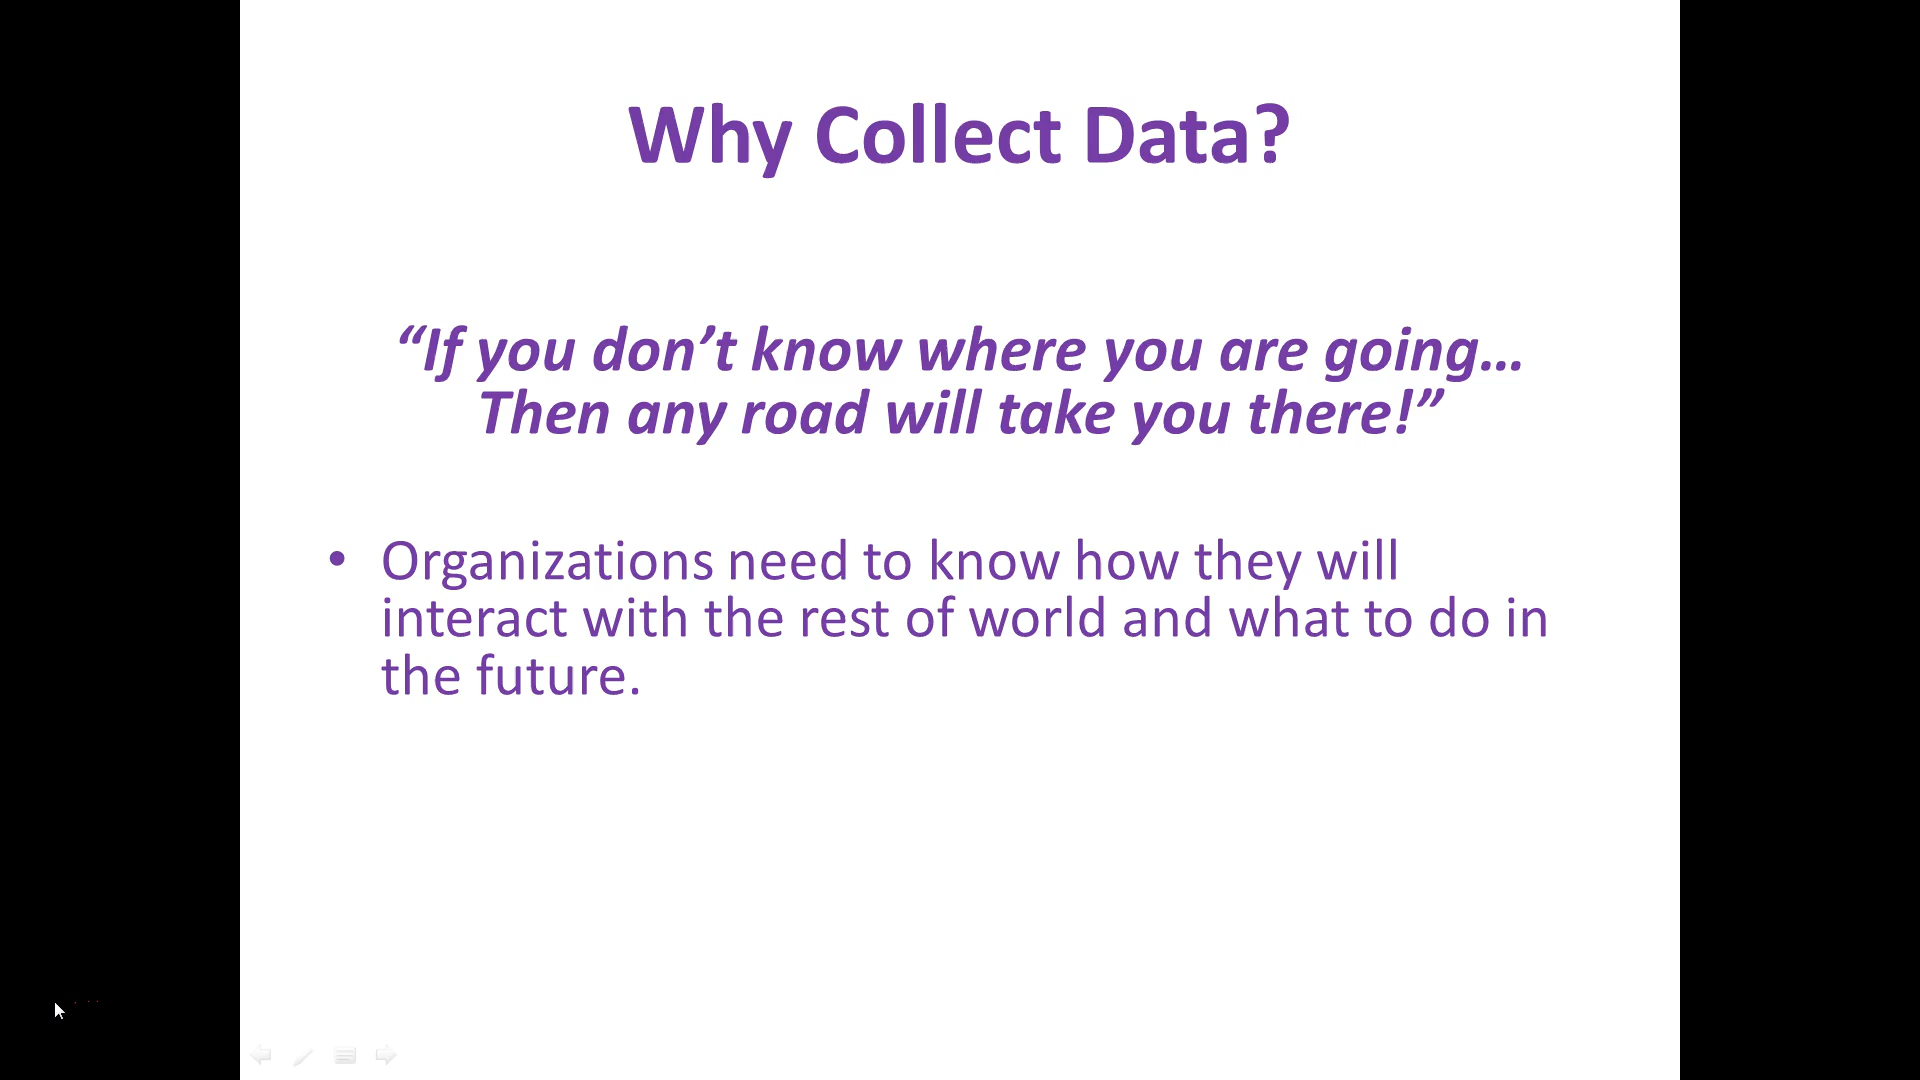 Why Collect Data?
“If you don’t know where you are going…
Then any road will take you there!”
• Organizations need to know how they will
interact with the rest of world and what to do in
the future.